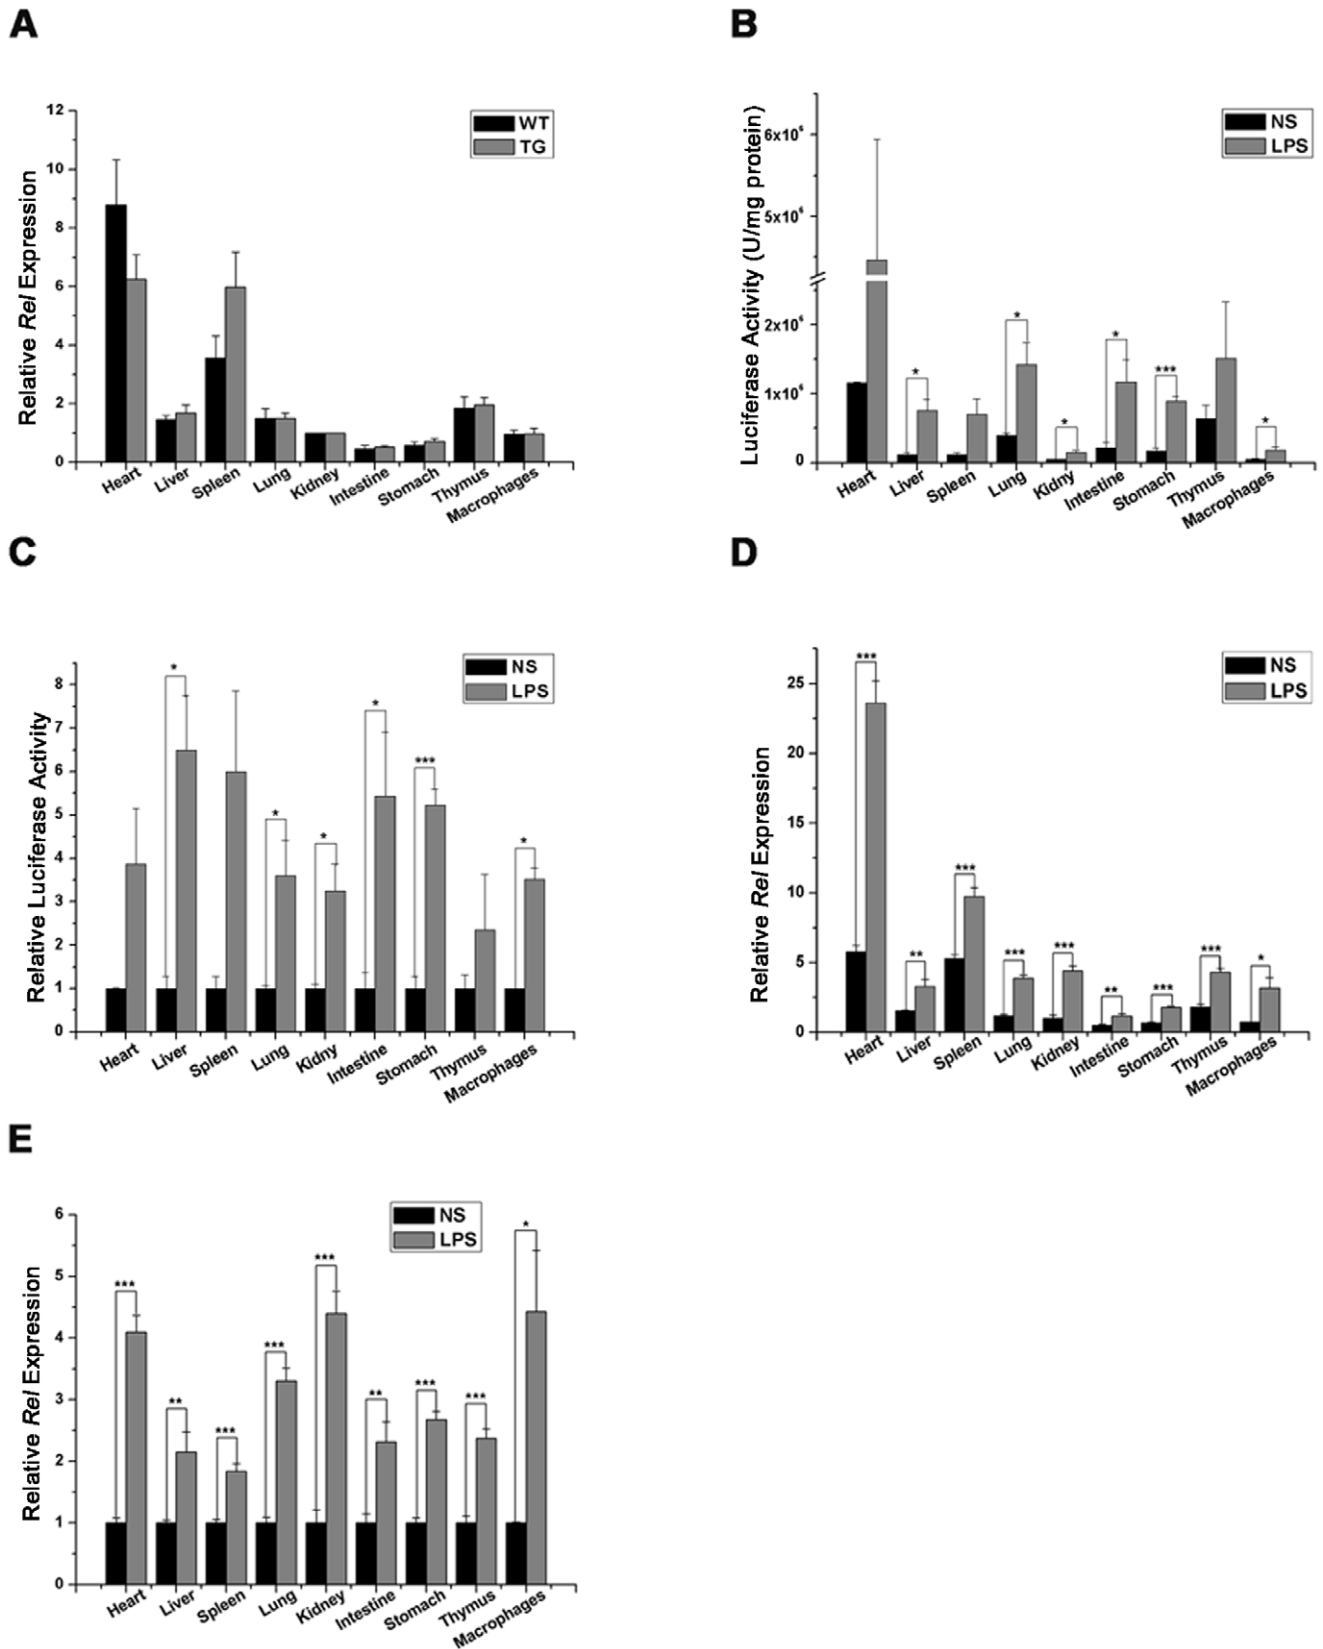 A
Relative Rel Expression
12
10
8
6
4
2
0
WT
TG
Heart
Liver
Spleen
Lung
Kidney
Intestine
Stomach
Thymus
Macrophages
B
Luciferase Activity (U/mg protein)
6x10⁶
5x10⁶
2x10⁶
1x10⁶
0
NS
LPS
*
*
*
*
***
*
Heart
Liver
Spleen
Lung
Kidny
Intestine
Stomach
Thymus
Macrophages
C
Relative Luciferase Activity
8
7
6
5
4
3
2
1
0
NS
LPS
*
*
*
*
***
*
Heart
Liver
Spleen
Lung
Kidny
Intestine
Stomach
Thymus
Macrophages
D
Relative Rel Expression
25
20
15
10
5
0
NS
LPS
***
**
***
***
***
**
***
***
*
Heart
Liver
Spleen
Lung
Kidney
Intestine
Stomach
Thymus
Macrophages
E
Relative Rel Expression
6
5
4
3
2
1
0
NS
LPS
***
**
***
***
***
**
***
***
*
Heart
Liver
Spleen
Lung
Kidney
Intestine
Stomach
Thymus
Macrophages